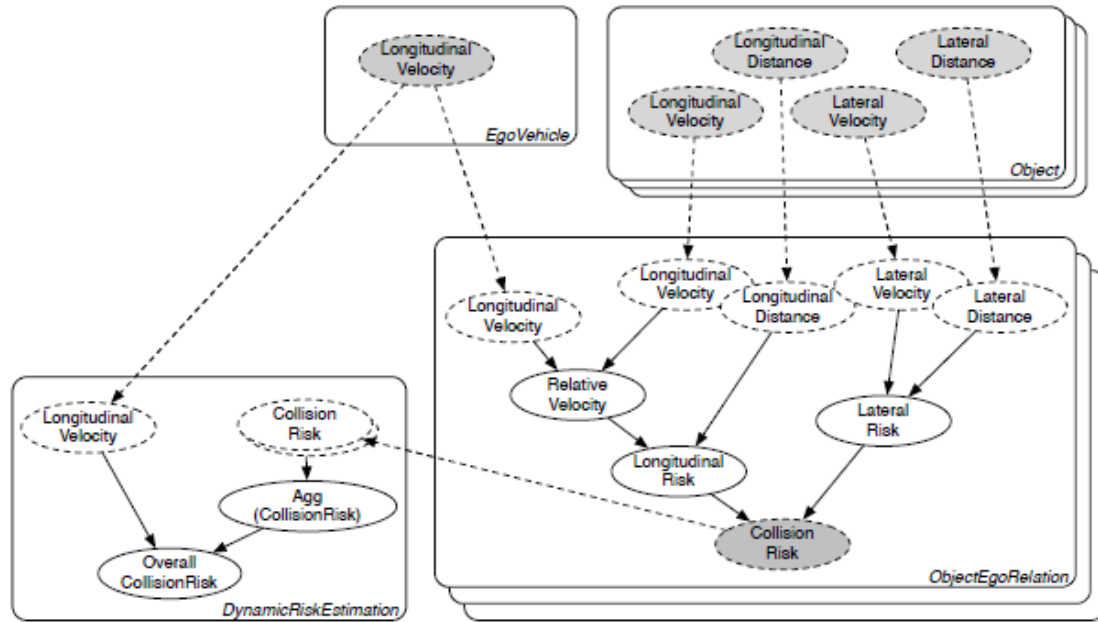 Longitudinal
Velocity
EgoVehicle
Longitudinal
Distance
Lateral
Distance
Longitudinal
Velocity
Lateral
Velocity
Object
Longitudinal
Velocity
Longitudinal
Velocity
Longitudinal
Distance
Lateral
Velocity
Lateral
Distance
Relative
Velocity
Lateral
Risk
Longitudinal
Risk
Collision
Risk
ObjectEgoRelation
Longitudinal
Velocity
Collision
Risk
Agg
(CollisionRisk)
Overall
CollisionRisk
DynamicRiskEstimation